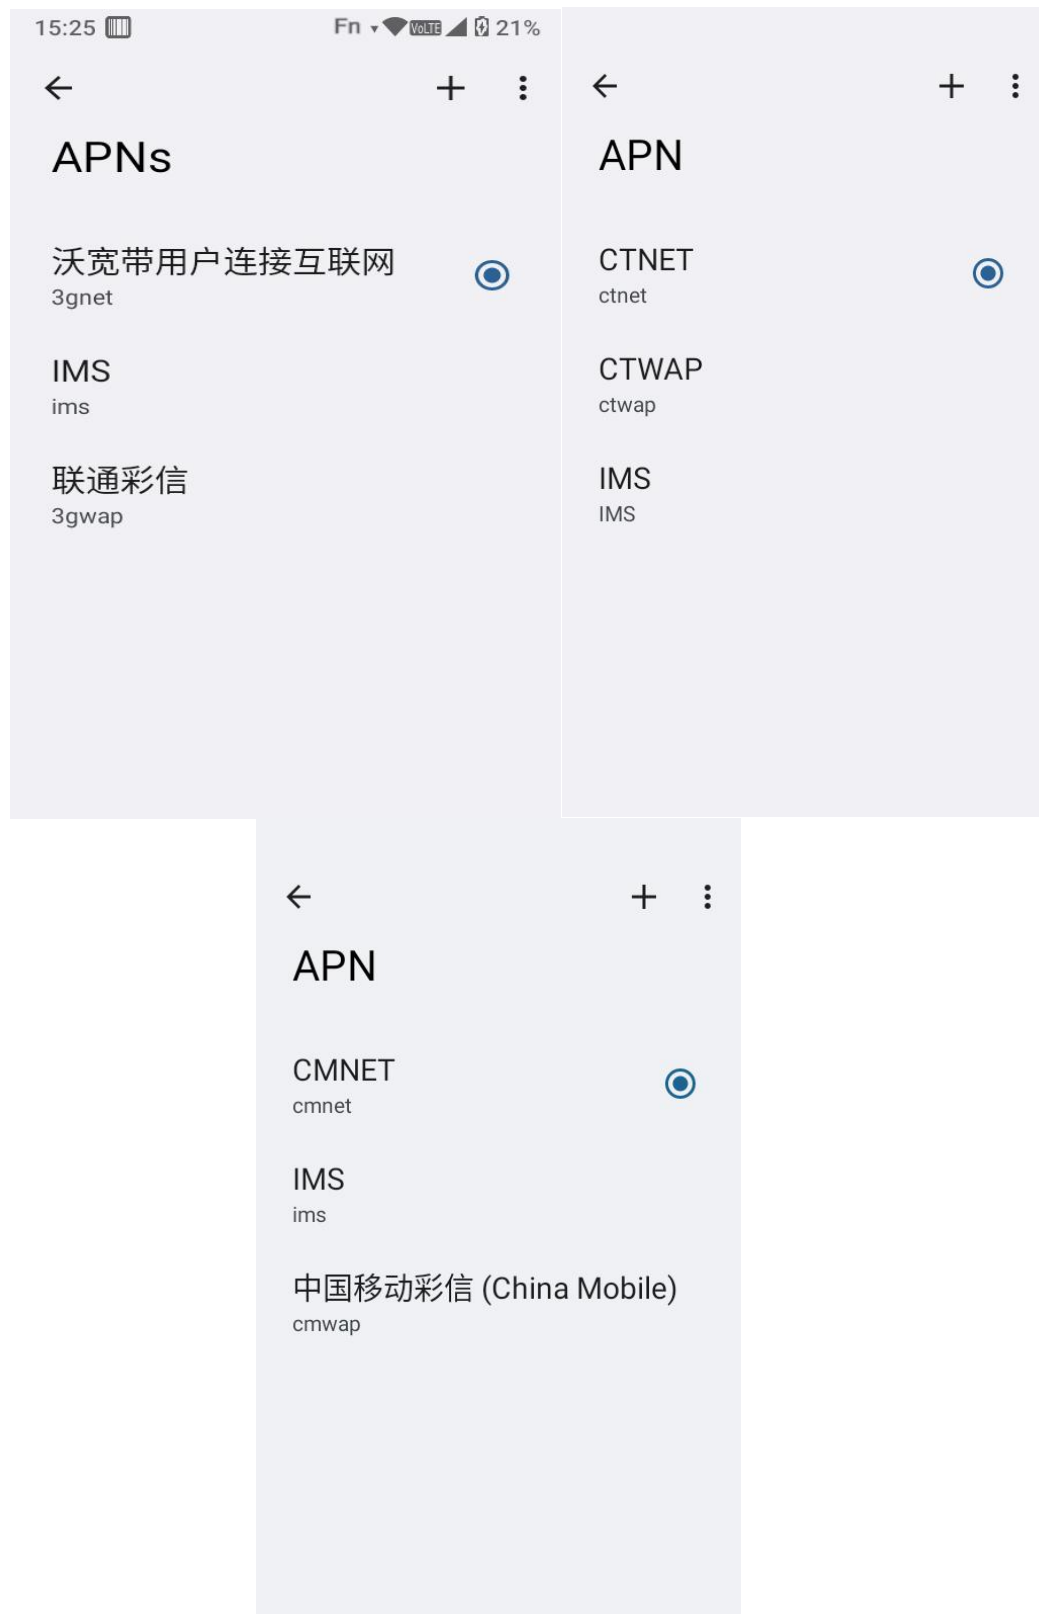 15:25 Fn VoLTE 21%
APNs
沃宽带用户连接互联网
3gnet
IMS
ims
联通彩信
3gwap
APN
CTNET
ctnet
CTWAP
ctwap
IMS
IMS
APN
CMNET
cmnet
IMS
ims
中国移动彩信 (China Mobile)
cmwap